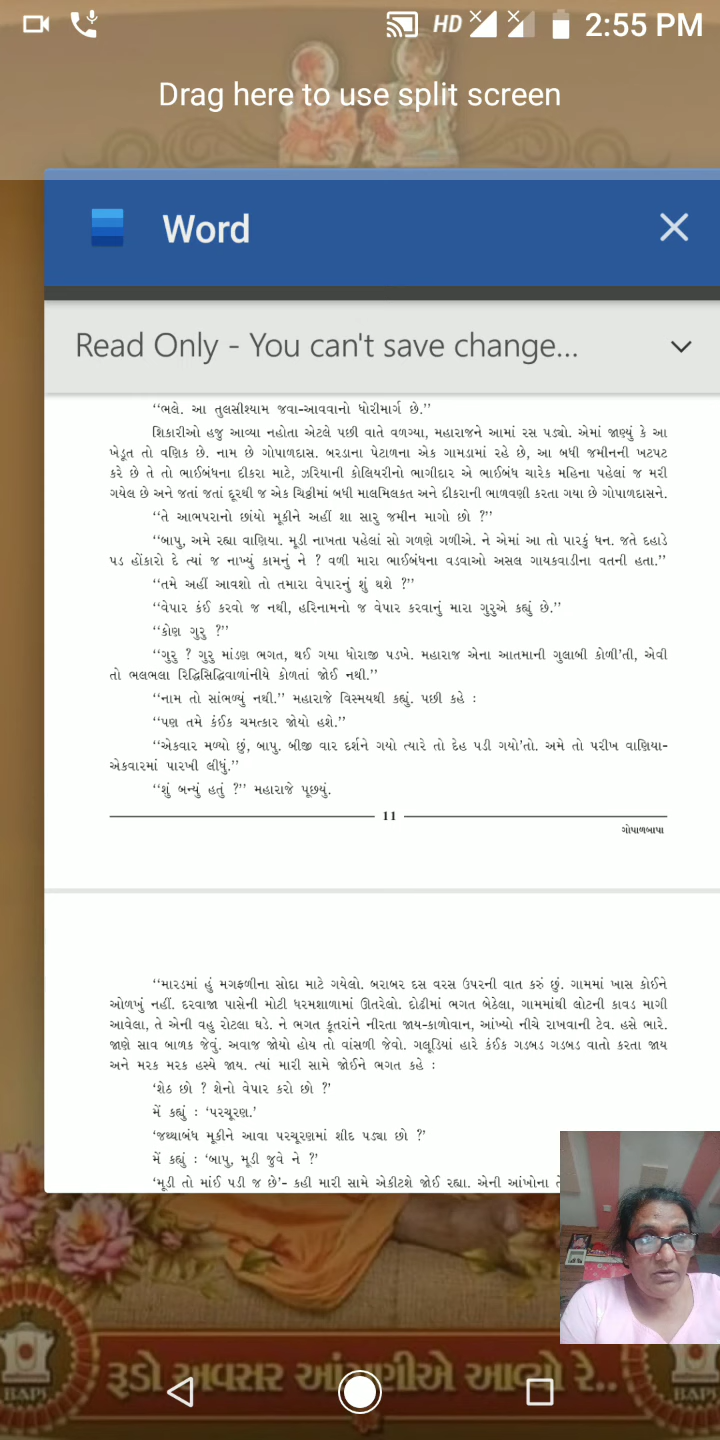 HD 2:55 PM
Drag here to use split screen
Word
Read Only - You can't save change...
“ભલે. આ તુલસીશ્યામ જવા-આવવાનો ધોરીમાર્ગ છે.”
શિકારીઓ હજુ આવ્યા નહોતા એટલે પછી વાતે વળગ્યા, મહારાજને આમાં રસ પડ્યો. એમાં જાણ્યું કે આ
ખેડૂત તો વણિક છે. નામ છે ગોપાળદાસ. બરડાના પેટાળના એક ગામડામાં રહે છે, આ બધી જમીનની ખટપટ
કરે છે તે તો ભાઈબંધના દીકરા માટે, ઝરિયાની કોલિયરીનો ભાગીદાર એ ભાઈબંધ ચારેક મહિના પહેલાં જ મરી
ગયેલ છે અને જતાં જતાં દૂરથી જ એક ચિઠ્ઠીમાં બધી માલમિલકત અને દીકરાની ભાળવણી કરતા ગયા છે ગોપાળદાસને.
“તે આભપરાનો છાંયો મૂકીને અહીં શા સારુ જમીન માગો છો ?”
“બાપુ, અમે રહ્યા વાણિયા. મૂડી નાખતા પહેલાં સો ગળણે ગળીએ. ને એમાં આ તો પારકું ધન. જતે દહાડે
પડ હોંકારો દે ત્યાં જ નાખ્યું કામનું ને ? વળી મારા ભાઈબંધના વડવાઓ અસલ ગાયકવાડીના વતની હતા.”
“તમે અહીં આવશો તો તમારા વેપારનું શું થશે ?”
“વેપાર કંઈ કરવો જ નથી, હરિનામનો જ વેપાર કરવાનું મારા ગુરુએ કહ્યું છે.”
“કોણ ગુરુ ?”
“ગુરુ ? ગુરુ માંડણ ભગત, થઈ ગયા ધોરાજી પડખે. મહારાજ એના આતમાની ગુલાબી કોળી'તી, એવી
તો ભલભલા રિદ્ધિસિદ્ધિવાળાંનીયે કોળતાં જોઈ નથી.”
“નામ તો સાંભળ્યું નથી.” મહારાજે વિસ્મયથી કહ્યું. પછી કહે :
“પણ તમે કંઈક ચમત્કાર જોયો હશે.”
“એકવાર મળ્યો છું, બાપુ. બીજી વાર દર્શને ગયો ત્યારે તો દેહ પડી ગયો'તો. અમે તો પરીખ વાણિયા-
એકવારમાં પારખી લીધું.”
“શું બન્યું હતું ?” મહારાજે પૂછયું.
11
ગોપાળબાપા
“મારડમાં હું મગફળીના સોદા માટે ગયેલો. બરાબર દસ વરસ ઉપરની વાત કરું છું. ગામમાં ખાસ કોઈને
ઓળખું નહીં. દરવાજા પાસેની મોટી ધરમશાળામાં ઊતરેલો. દોઢીમાં ભગત બેઠેલા, ગામમાંથી લોટની કાવડ માગી
આવેલા, તે એની વહુ રોટલા ઘડે. ને ભગત કૂતરાંને નીરતા જાય-કાળોવાન, આંખ્યો નીચે રાખવાની ટેવ. હસે ભારે.
જાણે સાવ બાળક જેવું. અવાજ જોયો હોય તો વાંસળી જેવો. ગલૂડિયાં હારે કંઈક ગડબડ ગડબડ વાતો કરતા જાય
અને મરક મરક હસ્યે જાય. ત્યાં મારી સામે જોઈને ભગત કહે :
‘શેઠ છો ? શેનો વેપાર કરો છો ?’
મેં કહ્યું : ‘પરચૂરણ.’
‘જથ્થાબંધ મૂકીને આવા પરચૂરણમાં શીદ પડ્યા છો ?’
મેં કહ્યું : ‘બાપુ, મૂડી જુવે ને ?’
‘મૂડી તો માંઈ પડી જ છે’- કહી મારી સામે એકીટશે જોઈ રહ્યા. એની આંખોના
રૂડો અવસર આંગણીએ આવ્યો રે..
BAPS
BAPS